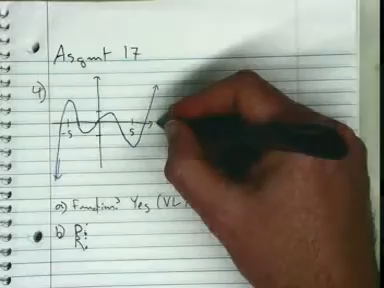 Asgmt 17
4)
-5 5
a) Function? Yes (VL
b) D:
R: